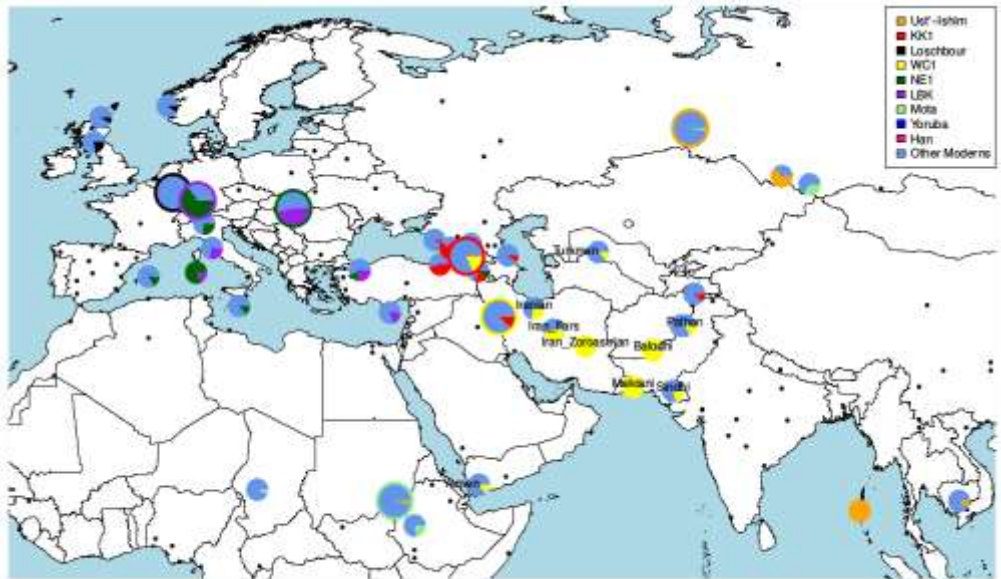 Ust'-Ishim
KK1
Loschbour
WC1
NE1
LBK
Mota
Yoruba
Han
Other Moderns
Turkmen
Iranian
Iran_Fars
Iran_Zoroastrian
Pathan
Balochi
Makrani
Sindhi